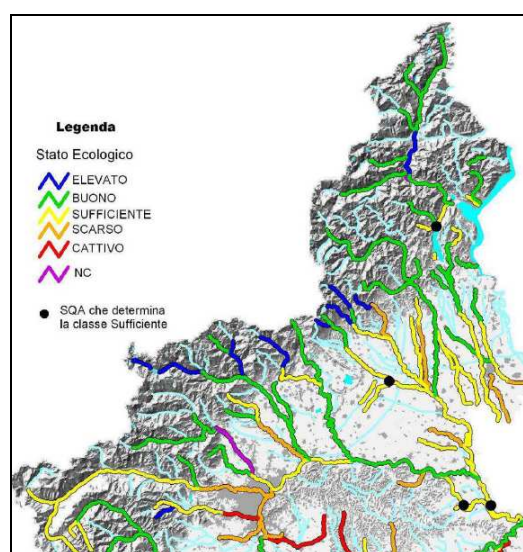 Legenda
Stato Ecologico
ELEVATO
BUONO
SUFFICIENTE
SCARSO
CATTIVO
NC
SQA che determina
la classe Sufficiente